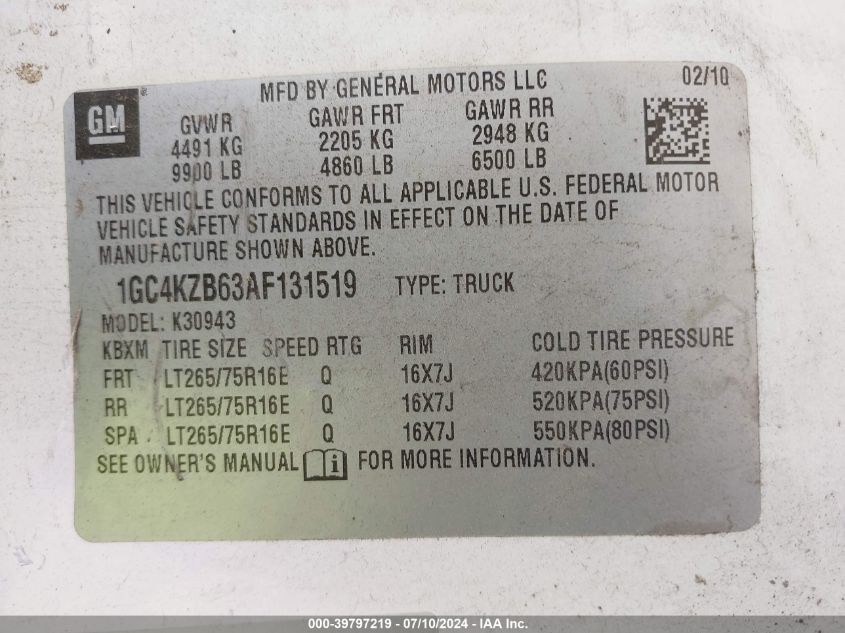 MFD BY GENERAL MOTORS LLC 02/10
GM
GVWR GAWR FRT GAWR RR
4491 KG 2205 KG 2948 KG
9900 LB 4860 LB 6500 LB
THIS VEHICLE CONFORMS TO ALL APPLICABLE U.S. FEDERAL MOTOR
VEHICLE SAFETY STANDARDS IN EFFECT ON THE DATE OF
MANUFACTURE SHOWN ABOVE.
1GC4KZB63AF131519 TYPE: TRUCK
MODEL: K30943
KBXM TIRE SIZE SPEED RTG RIM COLD TIRE PRESSURE
FRT LT265/75R16E Q 16X7J 420KPA(60PSI)
RR LT265/75R16E Q 16X7J 520KPA(75PSI)
SPA LT265/75R16E Q 16X7J 550KPA(80PSI)
SEE OWNER'S MANUAL i FOR MORE INFORMATION.
000-39797219 - 07/10/2024 - IAA Inc.